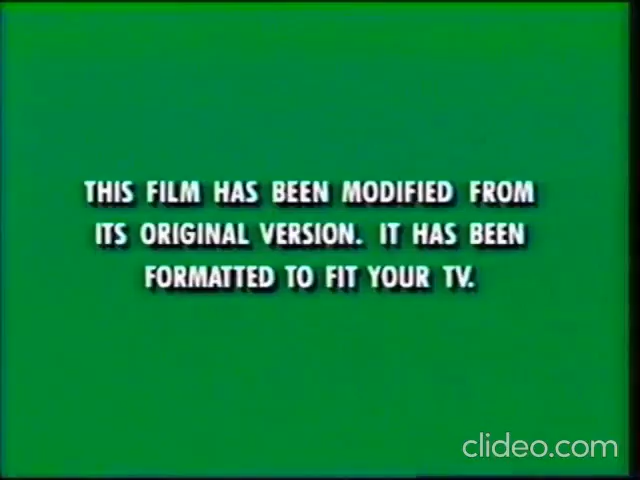 THIS FILM HAS BEEN MODIFIED FROM
ITS ORIGINAL VERSION. IT HAS BEEN
FORMATTED TO FIT YOUR TV.
clideo.com